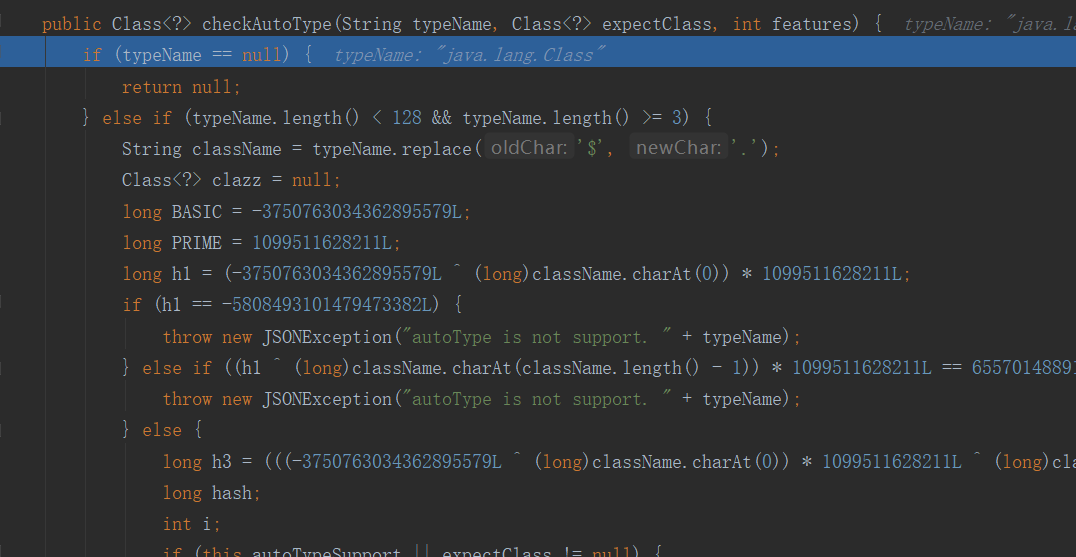 public Class<?> checkAutoType(String typeName, Class<?> expectClass, int features) { typeName: "java.l
if (typeName == null) { typeName: "java.lang.Class"
return null;
} else if (typeName.length() < 128 && typeName.length() >= 3) {
String className = typeName.replace( oldChar: '$', newChar: '.');
Class<?> clazz = null;
long BASIC = -3750763034362895579L;
long PRIME = 1099511628211L;
long h1 = (-3750763034362895579L ^ (long)className.charAt(0)) * 1099511628211L;
if (h1 == -5808493101479473382L) {
throw new JSONException("autoType is not support. " + typeName);
} else if ((h1 ^ (long)className.charAt(className.length() - 1)) * 1099511628211L == 65570148891
throw new JSONException("autoType is not support. " + typeName);
} else {
long h3 = (((-3750763034362895579L ^ (long)className.charAt(0)) * 1099511628211L ^ (long)cla
long hash;
int i;
if (this.autoTypeSupport || expectClass != null) {